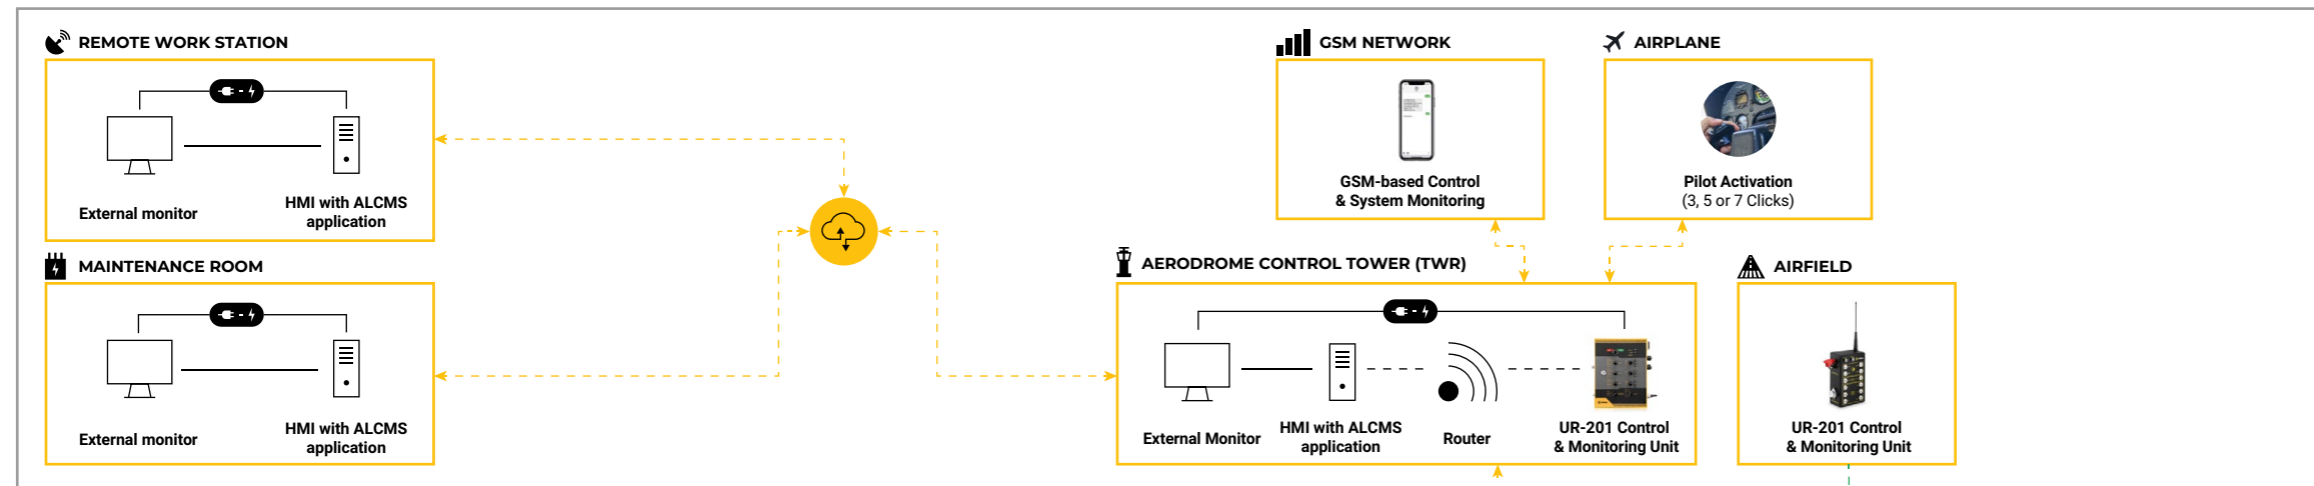 REMOTE WORK STATION
External monitor
HMI with ALCMS
application
MAINTENANCE ROOM
External monitor
HMI with ALCMS
application
GSM NETWORK
GSM-based Control
& System Monitoring
AIRPLANE
Pilot Activation
(3, 5 or 7 Clicks)
AERODROME CONTROL TOWER (TWR)
External Monitor
HMI with ALCMS
application
Router
UR-201 Control
& Monitoring Unit
AIRFIELD
UR-201 Control
& Monitoring Unit